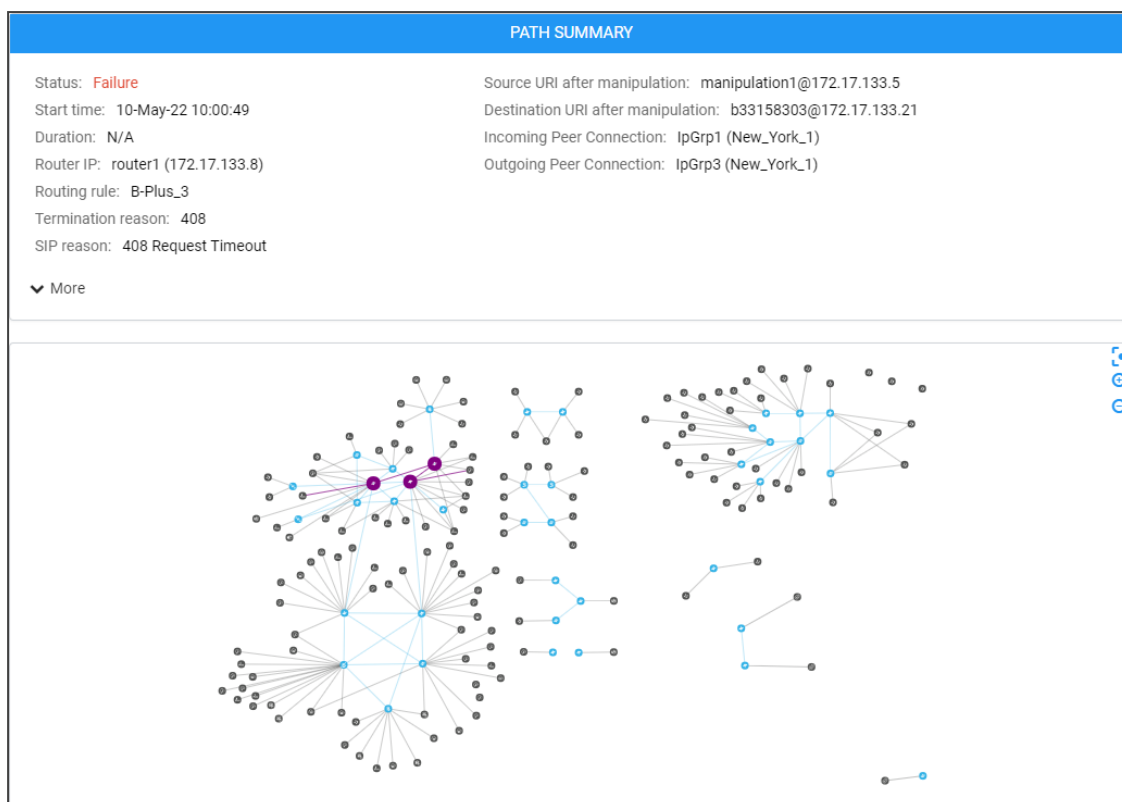 PATH SUMMARY
Status: Failure
Start time: 10-May-22 10:00:49
Duration: N/A
Router IP: router1 (172.17.133.8)
Routing rule: B-Plus_3
Termination reason: 408
SIP reason: 408 Request Timeout
Source URI after manipulation: manipulation1@172.17.133.5
Destination URI after manipulation: b33158303@172.17.133.21
Incoming Peer Connection: IpGrp1 (New_York_1)
Outgoing Peer Connection: IpGrp3 (New_York_1)
More